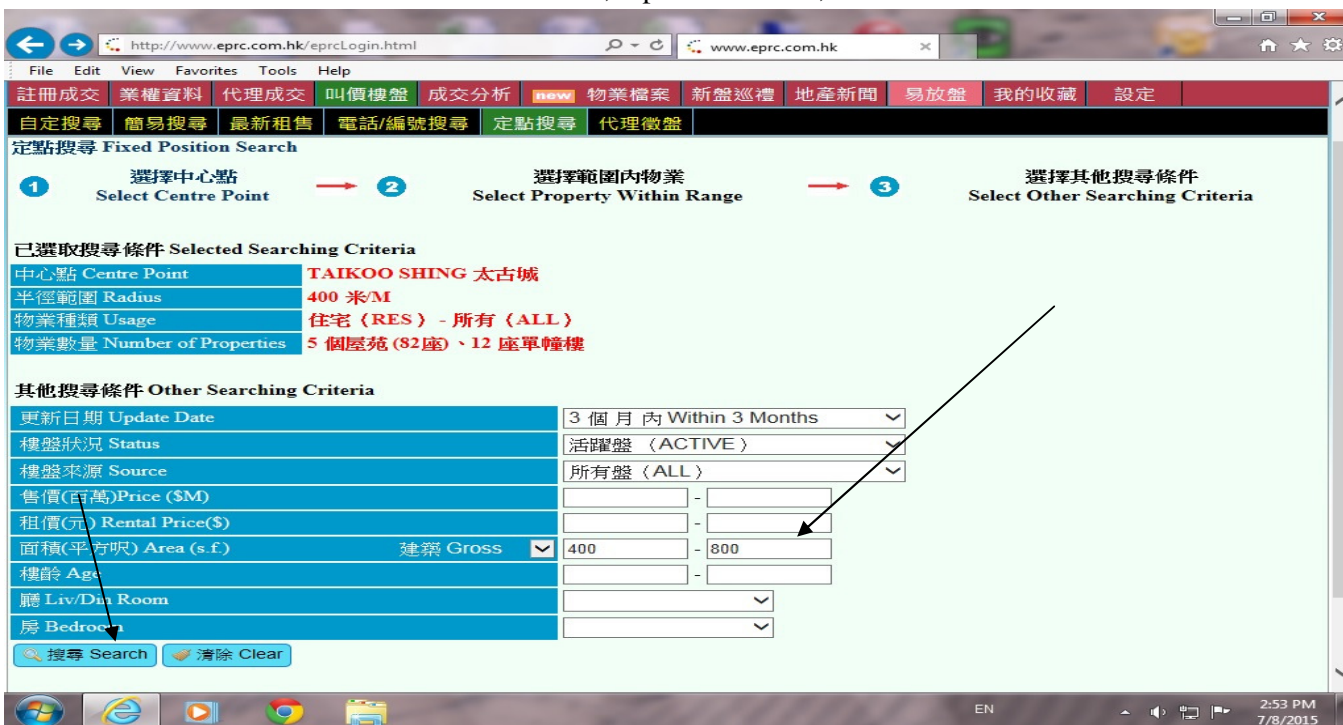 http://www.eprc.com.hk/eprcLogin.html
www.eprc.com.hk
File Edit View Favorites Tools Help
註冊成交 業權資料 代理成交 叫價樓盤 成交分析 new 物業檔案 新盤巡禮 地產新聞 易放盤 我的收藏 設定
自定搜尋 簡易搜尋 最新租售 電話/編號搜尋 定點搜尋 代理徵盤
定點搜尋 Fixed Position Search
1 選擇中心點 Select Centre Point
2 選擇範圍內物業 Select Property Within Range
3 選擇其他搜尋條件 Select Other Searching Criteria
已選取搜尋條件 Selected Searching Criteria
中心點 Centre Point TAIKOO SHING 太古城
半徑範圍 Radius 400 米/M
物業種類 Usage 住宅（RES）- 所有（ALL）
物業數量 Number of Properties 5 個屋苑 (82座)、12 座單幢樓
其他搜尋條件 Other Searching Criteria
更新日期 Update Date 3 個月內 Within 3 Months
樓盤狀況 Status 活躍盤 （ACTIVE）
樓盤來源 Source 所有盤（ALL）
售價(百萬)Price ($M) -
租價(元) Rental Price($) -
面積(平方呎) Area (s.f.) 建築 Gross 400 - 800
樓齡 Age -
廳 Liv/Din Room
房 Bedroom
搜尋 Search 清除 Clear
EN
2:53 PM
7/8/2015